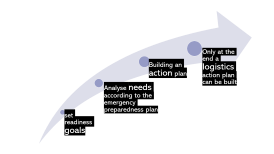 set
readiness
goals
Analyse needs
according to the
emergency
preparedness plan
Building an
action plan
Only at the
end a
logistics
action plan
can be built